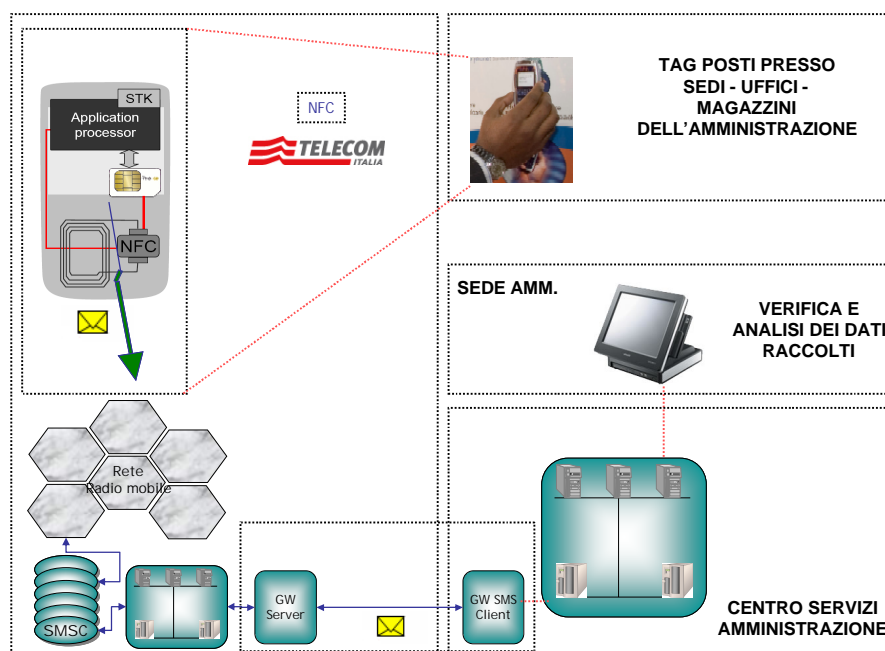 STK
Application
processor
NFC
NFC
TELECOM
ITALIA
TAG POSTI PRESSO
SEDI - UFFICI -
MAGAZZINI
DELL'AMMINISTRAZIONE
SEDE AMM.
VERIFICA E
ANALISI DEI DATI
RACCOLTI
Rete
Radio mobile
SMSC
GW
Server
GW SMS
Client
CENTRO SERVIZI
AMMINISTRAZIONE